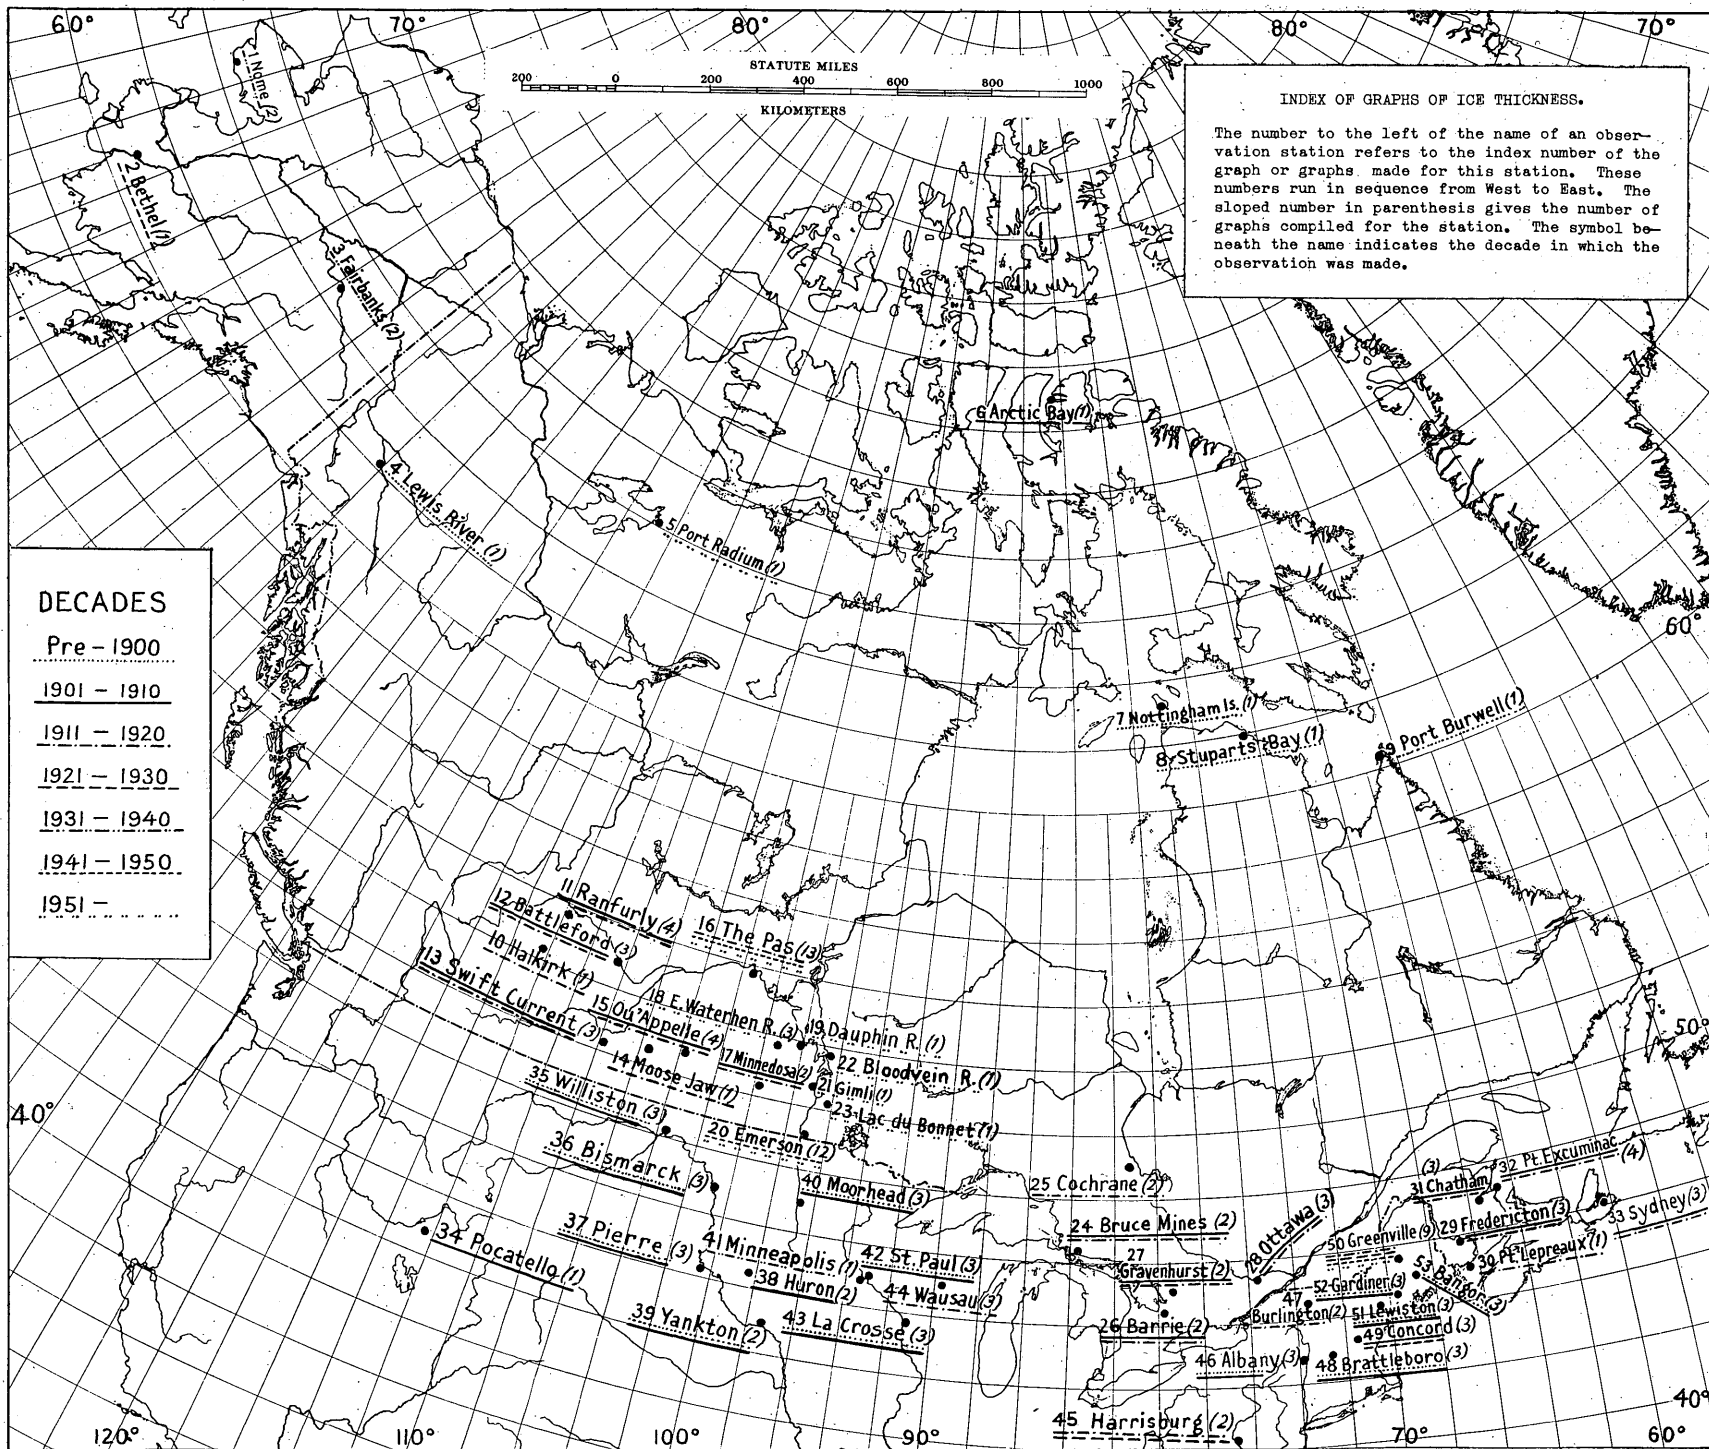 60°
70°
80°
80°
70°
STATUTE MILES
200 0 200 400 600 800 1000
KILOMETERS
INDEX OF GRAPHS OF ICE THICKNESS.
The number to the left of the name of an obser-
vation station refers to the index number of the
graph or graphs made for this station. These
numbers run in sequence from West to East. The
sloped number in parenthesis gives the number of
graphs compiled for the station. The symbol be-
neath the name indicates the decade in which the
observation was made.
1 Nome (2)
2 Bethel (1)
3 Fairbanks (2)
4 Lewis River (1)
5 Port Radium (1)
6 Arctic Bay (1)
DECADES
Pre - 1900
1901 - 1910
1911 - 1920
1921 - 1930
1931 - 1940
1941 - 1950
1951 -
60°
7 Nottingham Is. (1)
8 Stuparts Bay (1)
9 Port Burwell (1)
11 Ranfurly (4)
12 Battleford (3)
16 The Pas (13)
10 Halkirk (1)
13 Swift Current (3)
15 Qu'Appelle (4)
18 E. Waterhen R. (3)
19 Dauphin R. (1)
14 Moose Jaw (1)
17 Minnedosa (2)
22 Bloodvein R. (1)
21 Gimli (1)
23 Lac du Bonnet (1)
50°
40°
35 Williston (3)
20 Emerson (12)
36 Bismarck (3)
40 Moorhead (3)
25 Cochrane (2)
(3)
31 Chatham
32 Pt. Excuminac (4)
24 Bruce Mines (2)
28 Ottawa (3)
50 Greenville (9)
29 Fredericton (3)
33 Sydney (3)
34 Pocatello (1)
37 Pierre (3)
41 Minneapolis (1)
42 St. Paul (3)
27
Gravenhurst (2)
30 Pt. Lepreaux (1)
53 Bangor (3)
38 Huron (2)
44 Wausau (3)
52 Gardiner (3)
47
Burlington (2)
51 Lewiston (3)
39 Yankton (2)
43 La Crosse (3)
26 Barrie (2)
49 Concord (3)
46 Albany (3)
48 Brattleboro (3)
45 Harrisburg (2)
40°
120°
110°
100°
90°
70°
60°